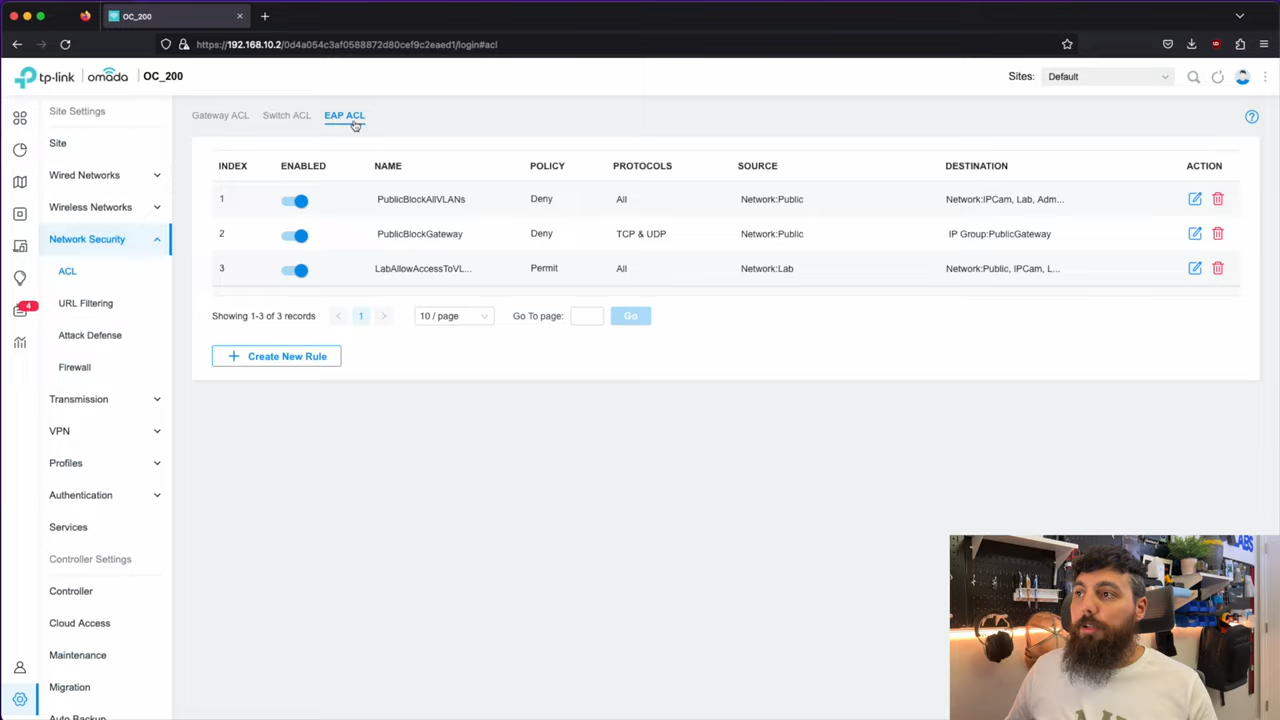 OC_200
https://192.168.10.2/0d4a054c3af0588872d80cef9c2eaed1/login#acl
tp-link omada OC_200
Sites: Default
Site Settings
Site
Wired Networks
Wireless Networks
Network Security
ACL
URL Filtering
Attack Defense
Firewall
Transmission
VPN
Profiles
Authentication
Services
Controller Settings
Controller
Cloud Access
Maintenance
Migration
Auto Backup
4
Gateway ACL Switch ACL EAP ACL
INDEX ENABLED NAME POLICY PROTOCOLS SOURCE DESTINATION ACTION
1 PublicBlockAllVLANs Deny All Network:Public Network:IPCam, Lab, Adm...
2 PublicBlockGateway Deny TCP & UDP Network:Public IP Group:PublicGateway
3 LabAllowAccessToVL... Permit All Network:Lab Network:Public, IPCam, L...
Showing 1-3 of 3 records < 1 > 10 / page Go To page: Go
+ Create New Rule